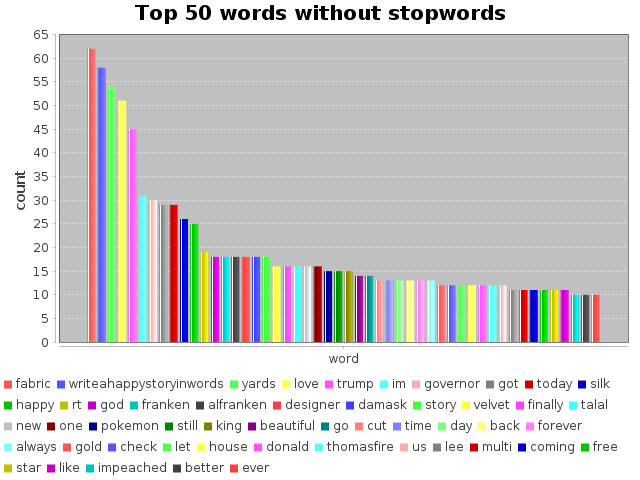 Top 50 words without stopwords
65
60
55
50
45
40
35
30
25
20
15
10
5
0
count
word
fabric writeahappystoryinwords yards love trump im governor got today silk
happy rt god franken alfranken designer damask story velvet finally talal
new one pokemon still king beautiful go cut time day back forever
always gold check let house donald thomasfire us lee multi coming free
star like impeached better ever